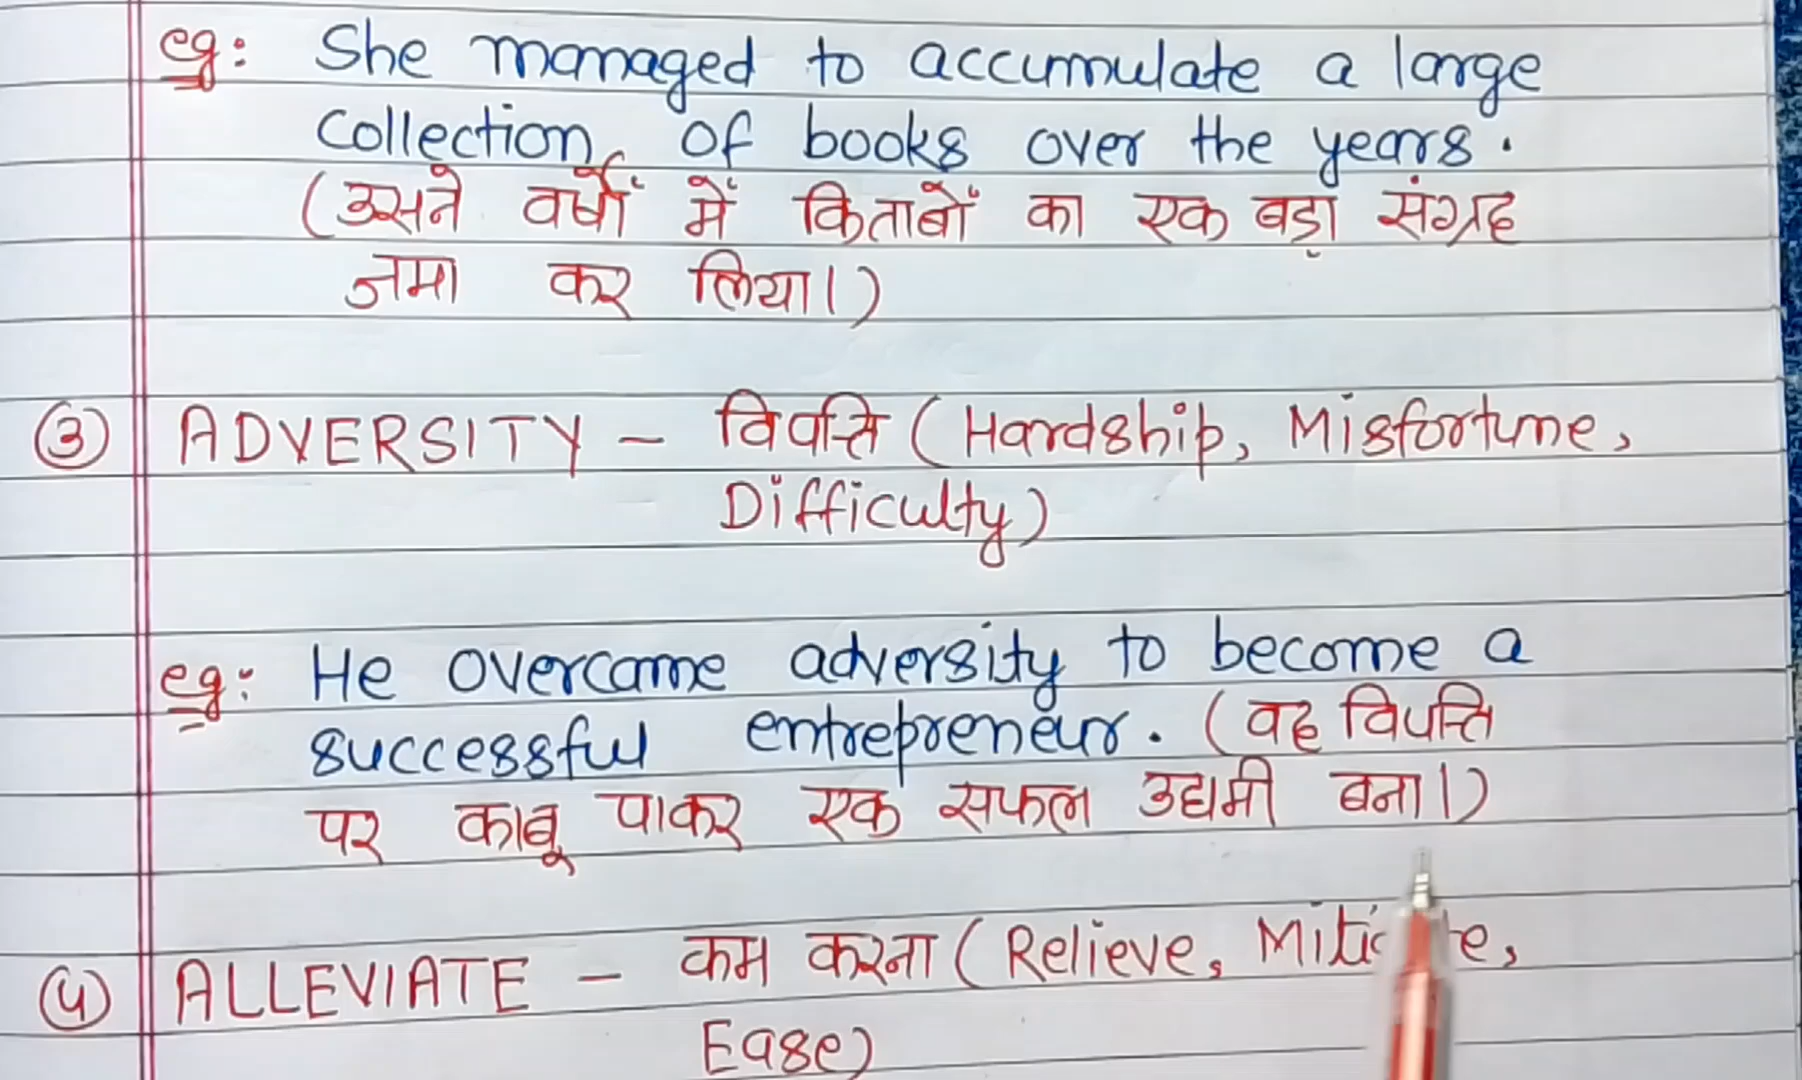 eg: She managed to accumulate a large
collection of books over the years.
(उसने वर्षों में किताबों का एक बड़ा संग्रह
जमा कर लिया।)
③ ADVERSITY - विपत्ति (Hardship, Misfortune,
Difficulty)
eg: He overcame adversity to become a
successful entrepreneur. (वह विपत्ति
पर काबू पाकर एक सफल उद्यमी बना।)
④ ALLEVIATE - कम करना (Relieve,
Ease)